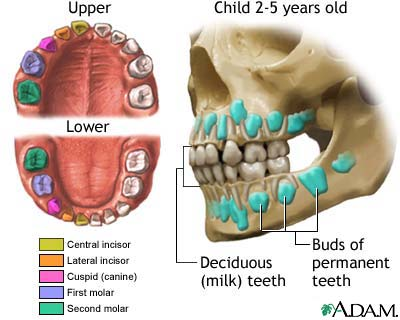 Upper
Child 2-5 years old
Lower
Central incisor
Lateral incisor
Cuspid (canine)
First molar
Second molar
Deciduous
(milk) teeth
Buds of
permanent
teeth
A.D.A.M.